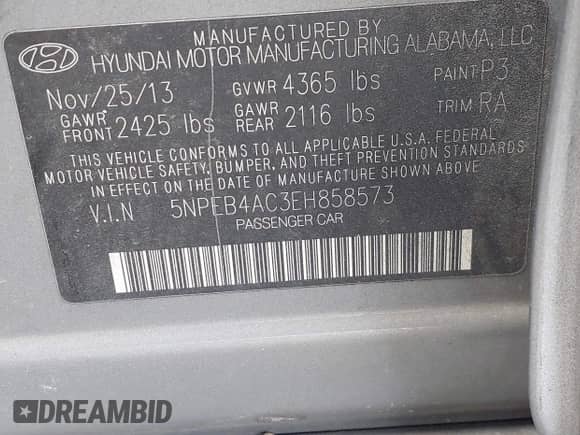 MANUFACTURED BY
HYUNDAI MOTOR MANUFACTURING ALABAMA, LLC
Nov/25/13 GVWR 4365 lbs PAINT P3
GAWR FRONT 2425 lbs GAWR REAR 2116 lbs TRIM RA
THIS VEHICLE CONFORMS TO ALL APPLICABLE U.S.A. FEDERAL
MOTOR VEHICLE SAFETY, BUMPER, AND THEFT PREVENTION STANDARDS
IN EFFECT ON THE DATE OF MANUFACTURE SHOWN ABOVE
V.I.N 5NPEB4AC3EH858573
PASSENGER CAR
DREAMBID